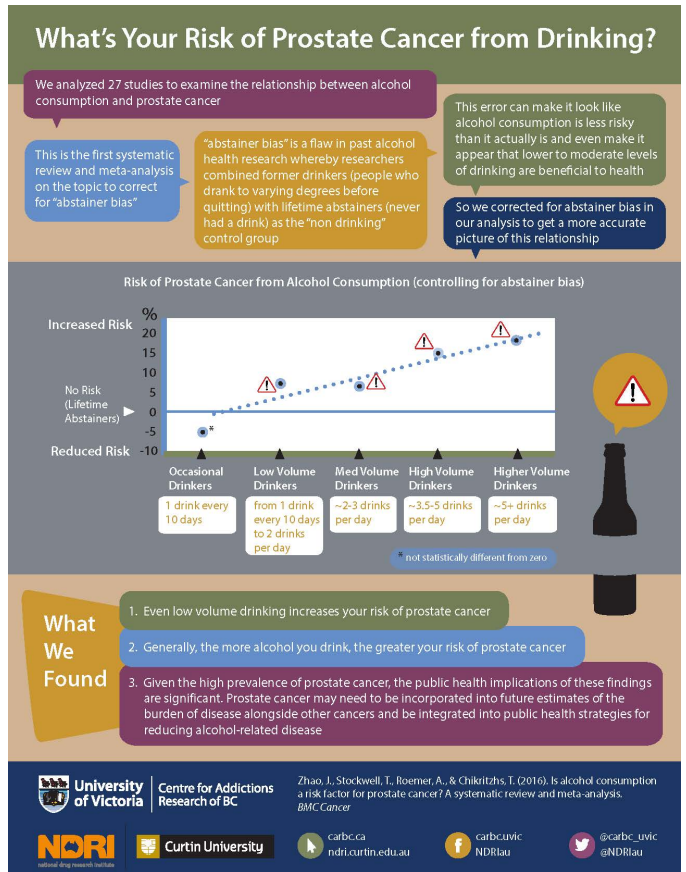 What's Your Risk of Prostate Cancer from Drinking?
We analyzed 27 studies to examine the relationship between alcohol
consumption and prostate cancer
This is the first systematic
review and meta-analysis
on the topic to correct
for "abstainer bias"
"abstainer bias" is a flaw in past alcohol
health research whereby researchers
combined former drinkers (people who
drank to varying degrees before
quitting) with lifetime abstainers (never
had a drink) as the "non drinking"
control group
This error can make it look like
alcohol consumption is less risky
than it actually is and even make it
appear that lower to moderate levels
of drinking are beneficial to health
So we corrected for abstainer bias in
our analysis to get a more accurate
picture of this relationship
Risk of Prostate Cancer from Alcohol Consumption (controlling for abstainer bias)
%
Increased Risk
20
15
10
5
No Risk
(Lifetime
Abstainers)
0
-5
Reduced Risk
-10
*
Occasional
Drinkers
1 drink every
10 days
Low Volume
Drinkers
from 1 drink
every 10 days
to 2 drinks
per day
Med Volume
Drinkers
~2-3 drinks
per day
High Volume
Drinkers
~3.5-5 drinks
per day
Higher Volume
Drinkers
~5+ drinks
per day
* not statistically different from zero
What
We
Found
1. Even low volume drinking increases your risk of prostate cancer
2. Generally, the more alcohol you drink, the greater your risk of prostate cancer
3. Given the high prevalence of prostate cancer, the public health implications of these findings
are significant. Prostate cancer may need to be incorporated into future estimates of the
burden of disease alongside other cancers and be integrated into public health strategies for
reducing alcohol-related disease
University
of Victoria
Centre for Addictions
Research of BC
Zhao, J., Stockwell, T., Roemer, A., & Chikritzhs, T. (2016). Is alcohol consumption
a risk factor for prostate cancer? A systematic review and meta-analysis.
BMC Cancer
NDRI
national drug research institute
Curtin University
carbc.ca
ndri.curtin.edu.au
carbc.uvic
NDRIau
@carbc_uvic
@NDRIau